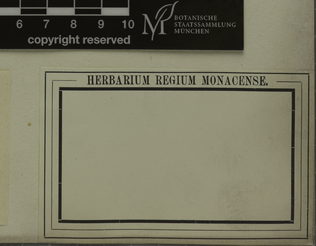 6 7 8 9 10
copyright reserved
BOTANISCHE
STAATSSAMMLUNG
MÜNCHEN
HERBARIUM REGIUM MONACENSE.